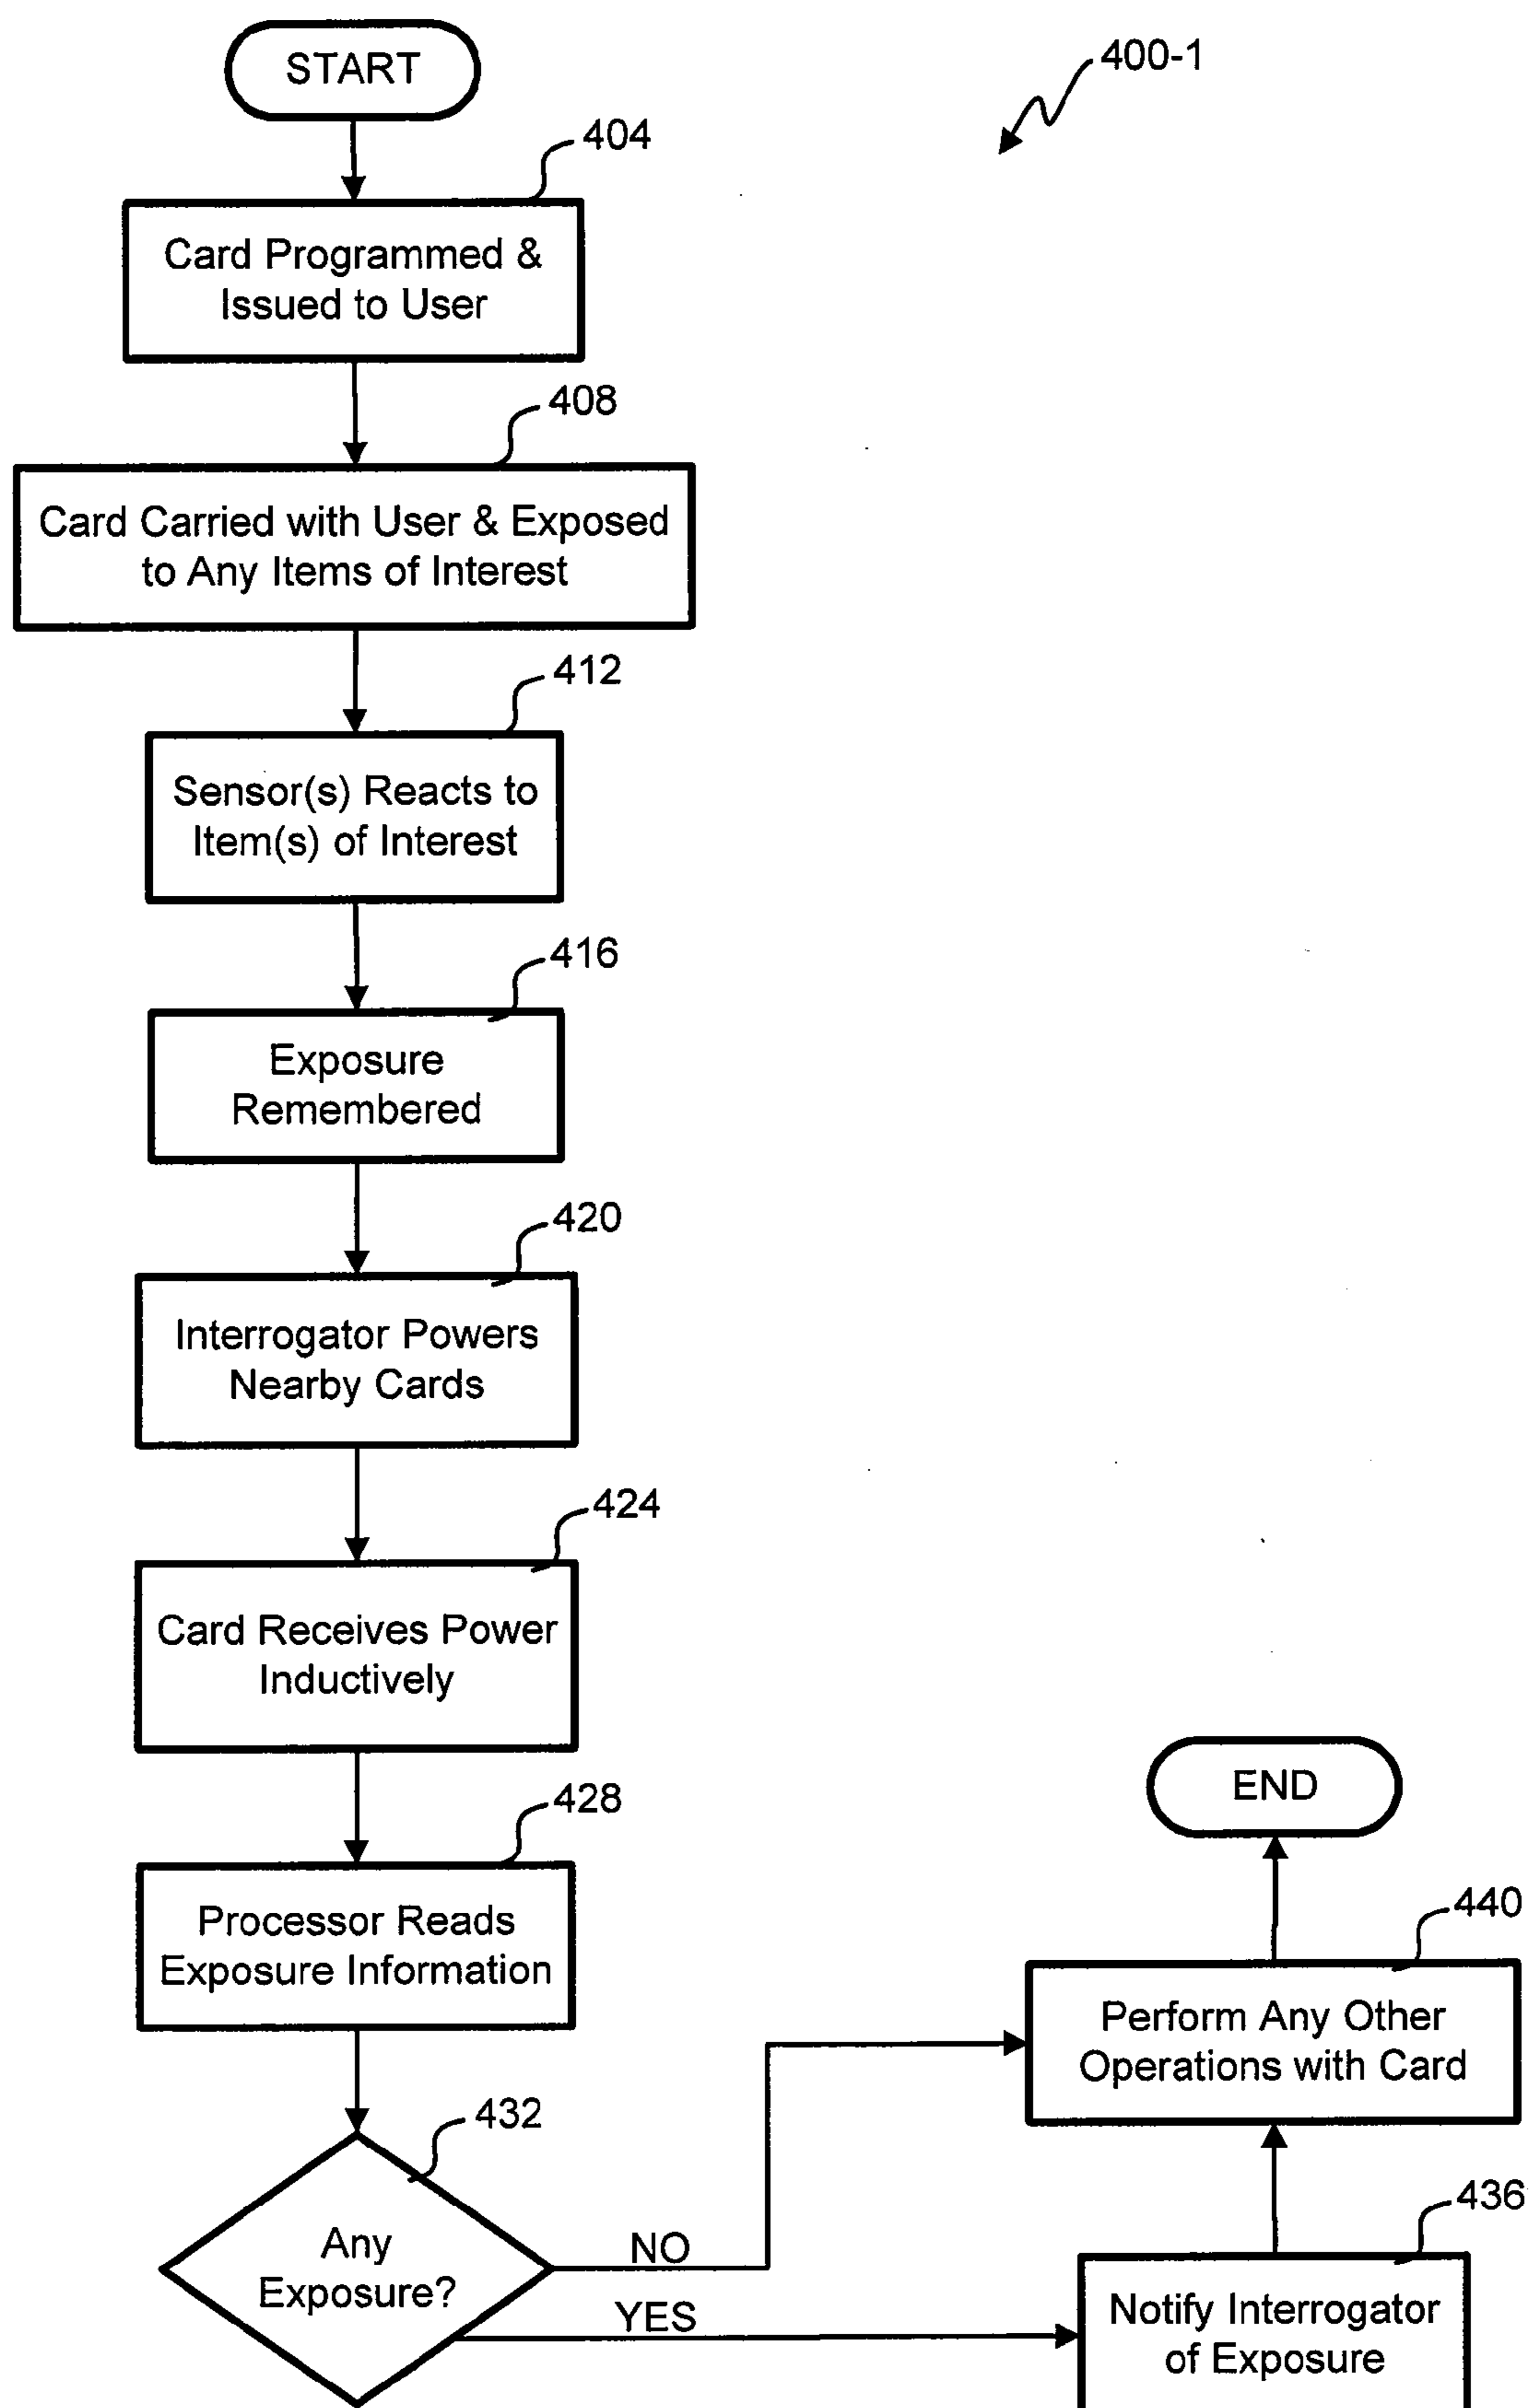 START
400-1
404
Card Programmed &
Issued to User
408
Card Carried with User & Exposed
to Any Items of Interest
412
Sensor(s) Reacts to
Item(s) of Interest
416
Exposure
Remembered
420
Interrogator Powers
Nearby Cards
424
Card Receives Power
Inductively
428
Processor Reads
Exposure Information
432
Any
Exposure?
NO
YES
436
Notify Interrogator
of Exposure
440
Perform Any Other
Operations with Card
END